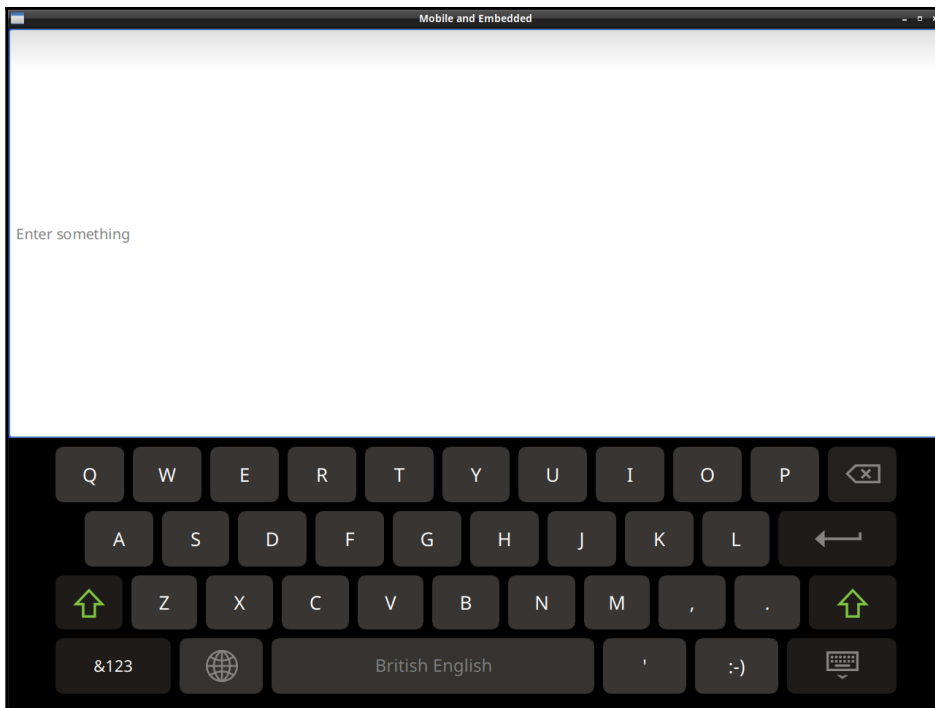 Mobile and Embedded
Enter something
Q W E R T Y U I O P
A S D F G H J K L
Z X C V B N M , .
&123 British English ' :-)